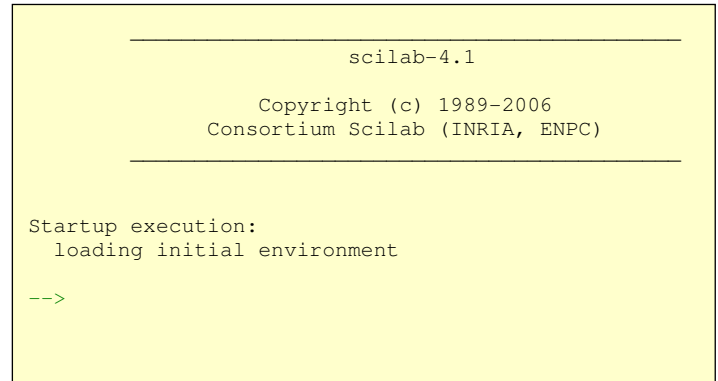 scilab-4.1
Copyright (c) 1989-2006
Consortium Scilab (INRIA, ENPC)
Startup execution:
loading initial environment
-->